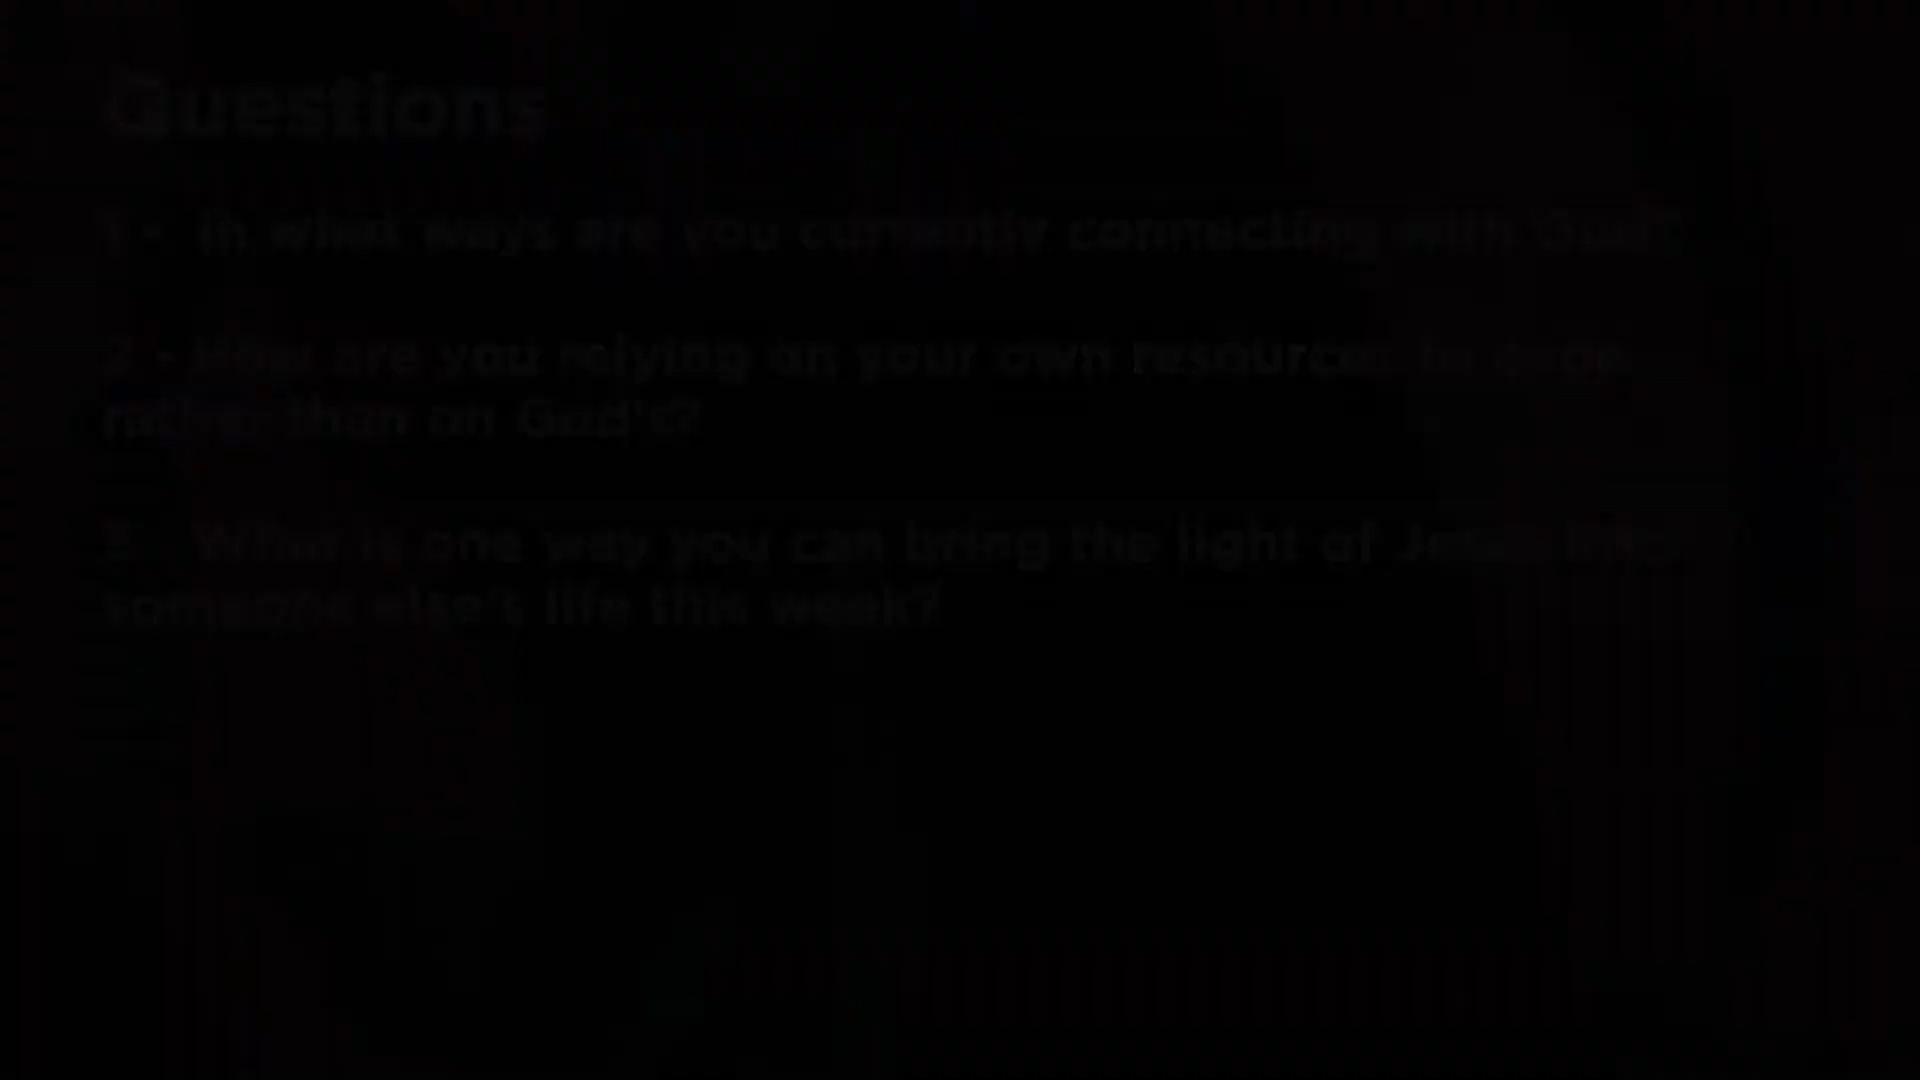 Questions
1 - In what ways are you currently connecting with God?
2 - How are you relying on your own resources to
rather than on God's?
3 - What is one way you can bring the light of Jesus into
someone else's life this week?